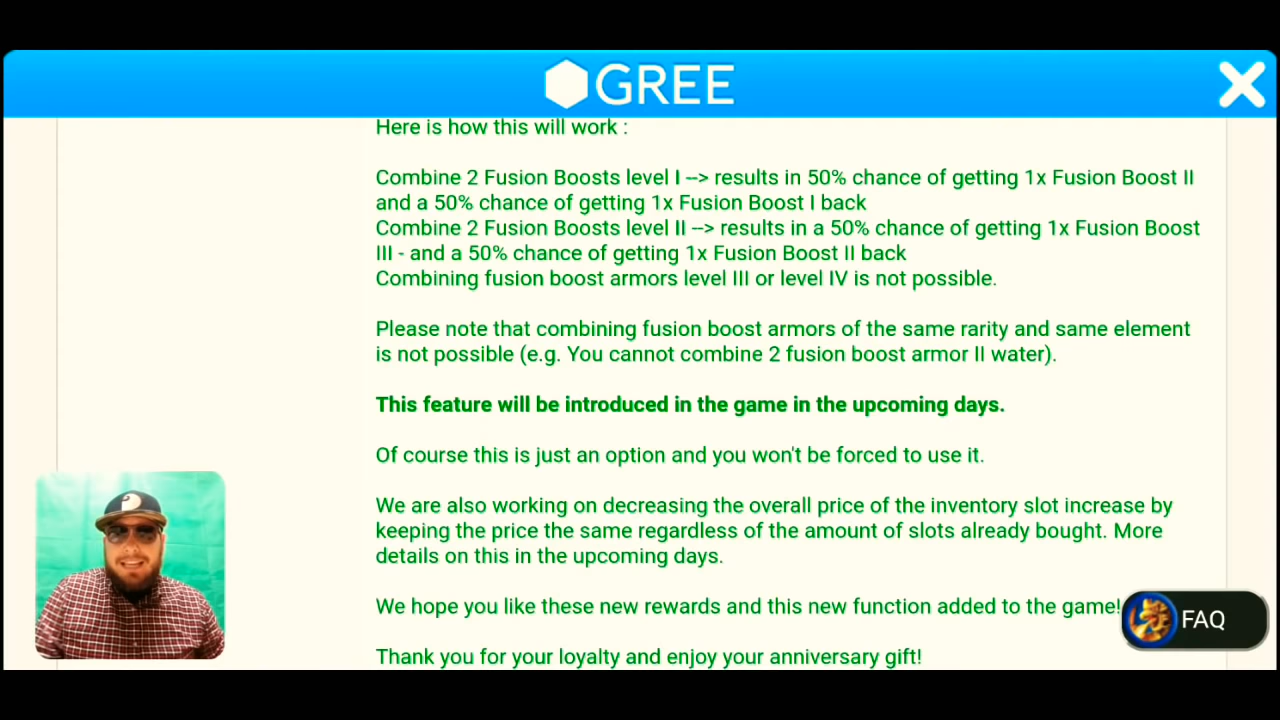 GREE
Here is how this will work :
Combine 2 Fusion Boosts level I --> results in 50% chance of getting 1x Fusion Boost II
and a 50% chance of getting 1x Fusion Boost I back
Combine 2 Fusion Boosts level II --> results in a 50% chance of getting 1x Fusion Boost
III - and a 50% chance of getting 1x Fusion Boost II back
Combining fusion boost armors level III or level IV is not possible.
Please note that combining fusion boost armors of the same rarity and same element
is not possible (e.g. You cannot combine 2 fusion boost armor II water).
This feature will be introduced in the game in the upcoming days.
Of course this is just an option and you won't be forced to use it.
We are also working on decreasing the overall price of the inventory slot increase by
keeping the price the same regardless of the amount of slots already bought. More
details on this in the upcoming days.
We hope you like these new rewards and this new function added to the game!
FAQ
Thank you for your loyalty and enjoy your anniversary gift!